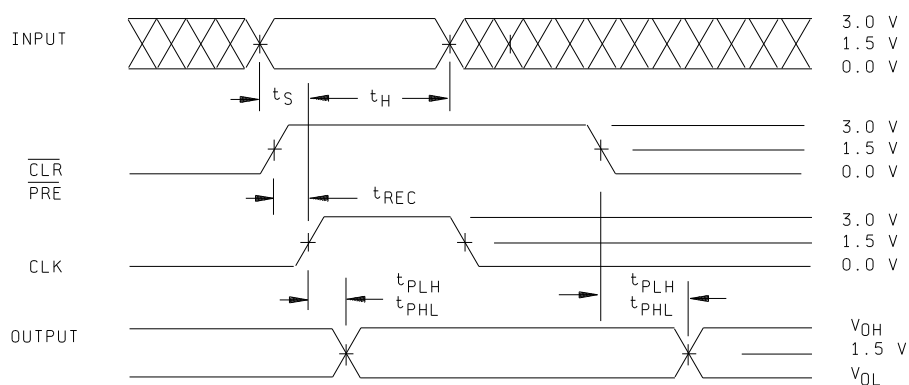 INPUT
3.0 V
1.5 V
0.0 V
tS
tH
CLR
PRE
3.0 V
1.5 V
0.0 V
tREC
CLK
3.0 V
1.5 V
0.0 V
tPLH
tPHL
tPLH
tPHL
OUTPUT
VOH
1.5 V
VOL